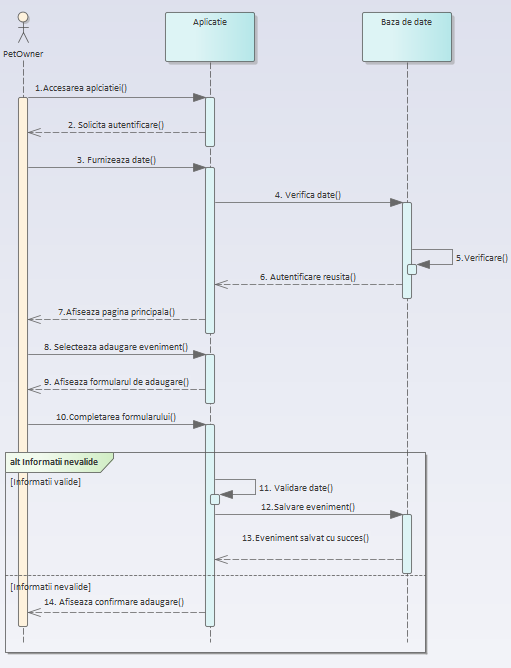 PetOwner
Aplicatie
Baza de date
1.Accesarea aplciatiei()
2. Solicita autentificare()
3. Furnizeaza date()
4. Verifica date()
5.Verificare()
6. Autentificare reusita()
7.Afiseaza pagina principala()
8. Selecteaza adaugare eveniment()
9. Afiseaza formularul de adaugare()
10.Completarea formularului()
alt Informatii nevalide
[Informatii valide]
11. Validare date()
12.Salvare eveniment()
13.Eveniment salvat cu succes()
[Informatii nevalide]
14. Afiseaza confirmare adaugare()